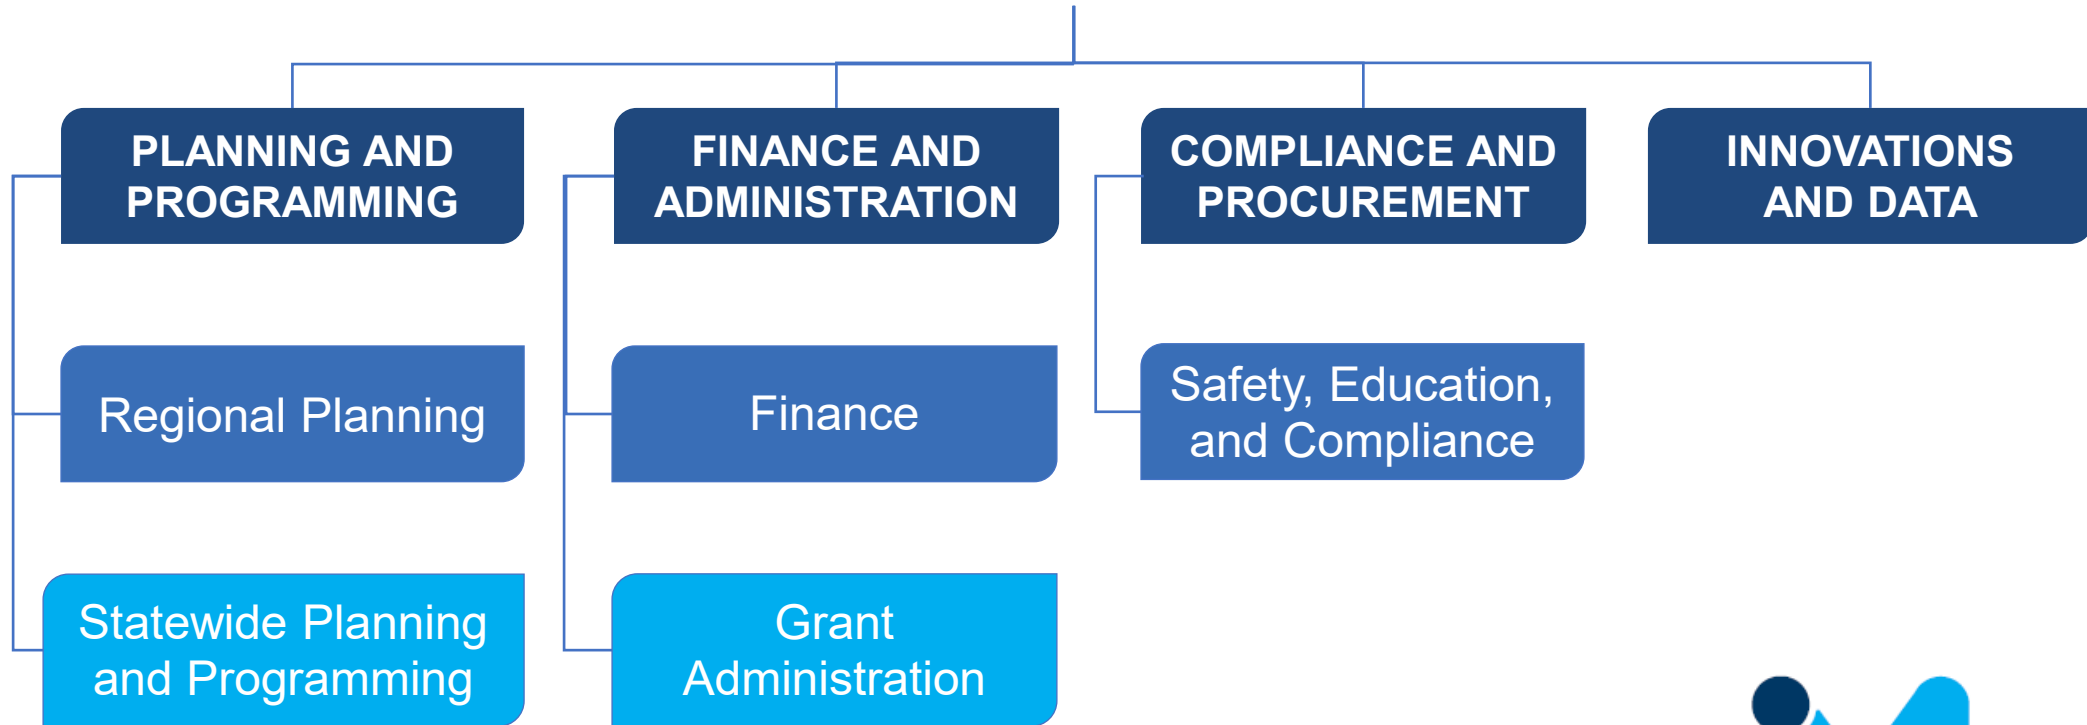 PLANNING AND
PROGRAMMING
FINANCE AND
ADMINISTRATION
COMPLIANCE AND
PROCUREMENT
INNOVATIONS
AND DATA
Regional Planning
Finance
Safety, Education,
and Compliance
Statewide Planning
and Programming
Grant
Administration